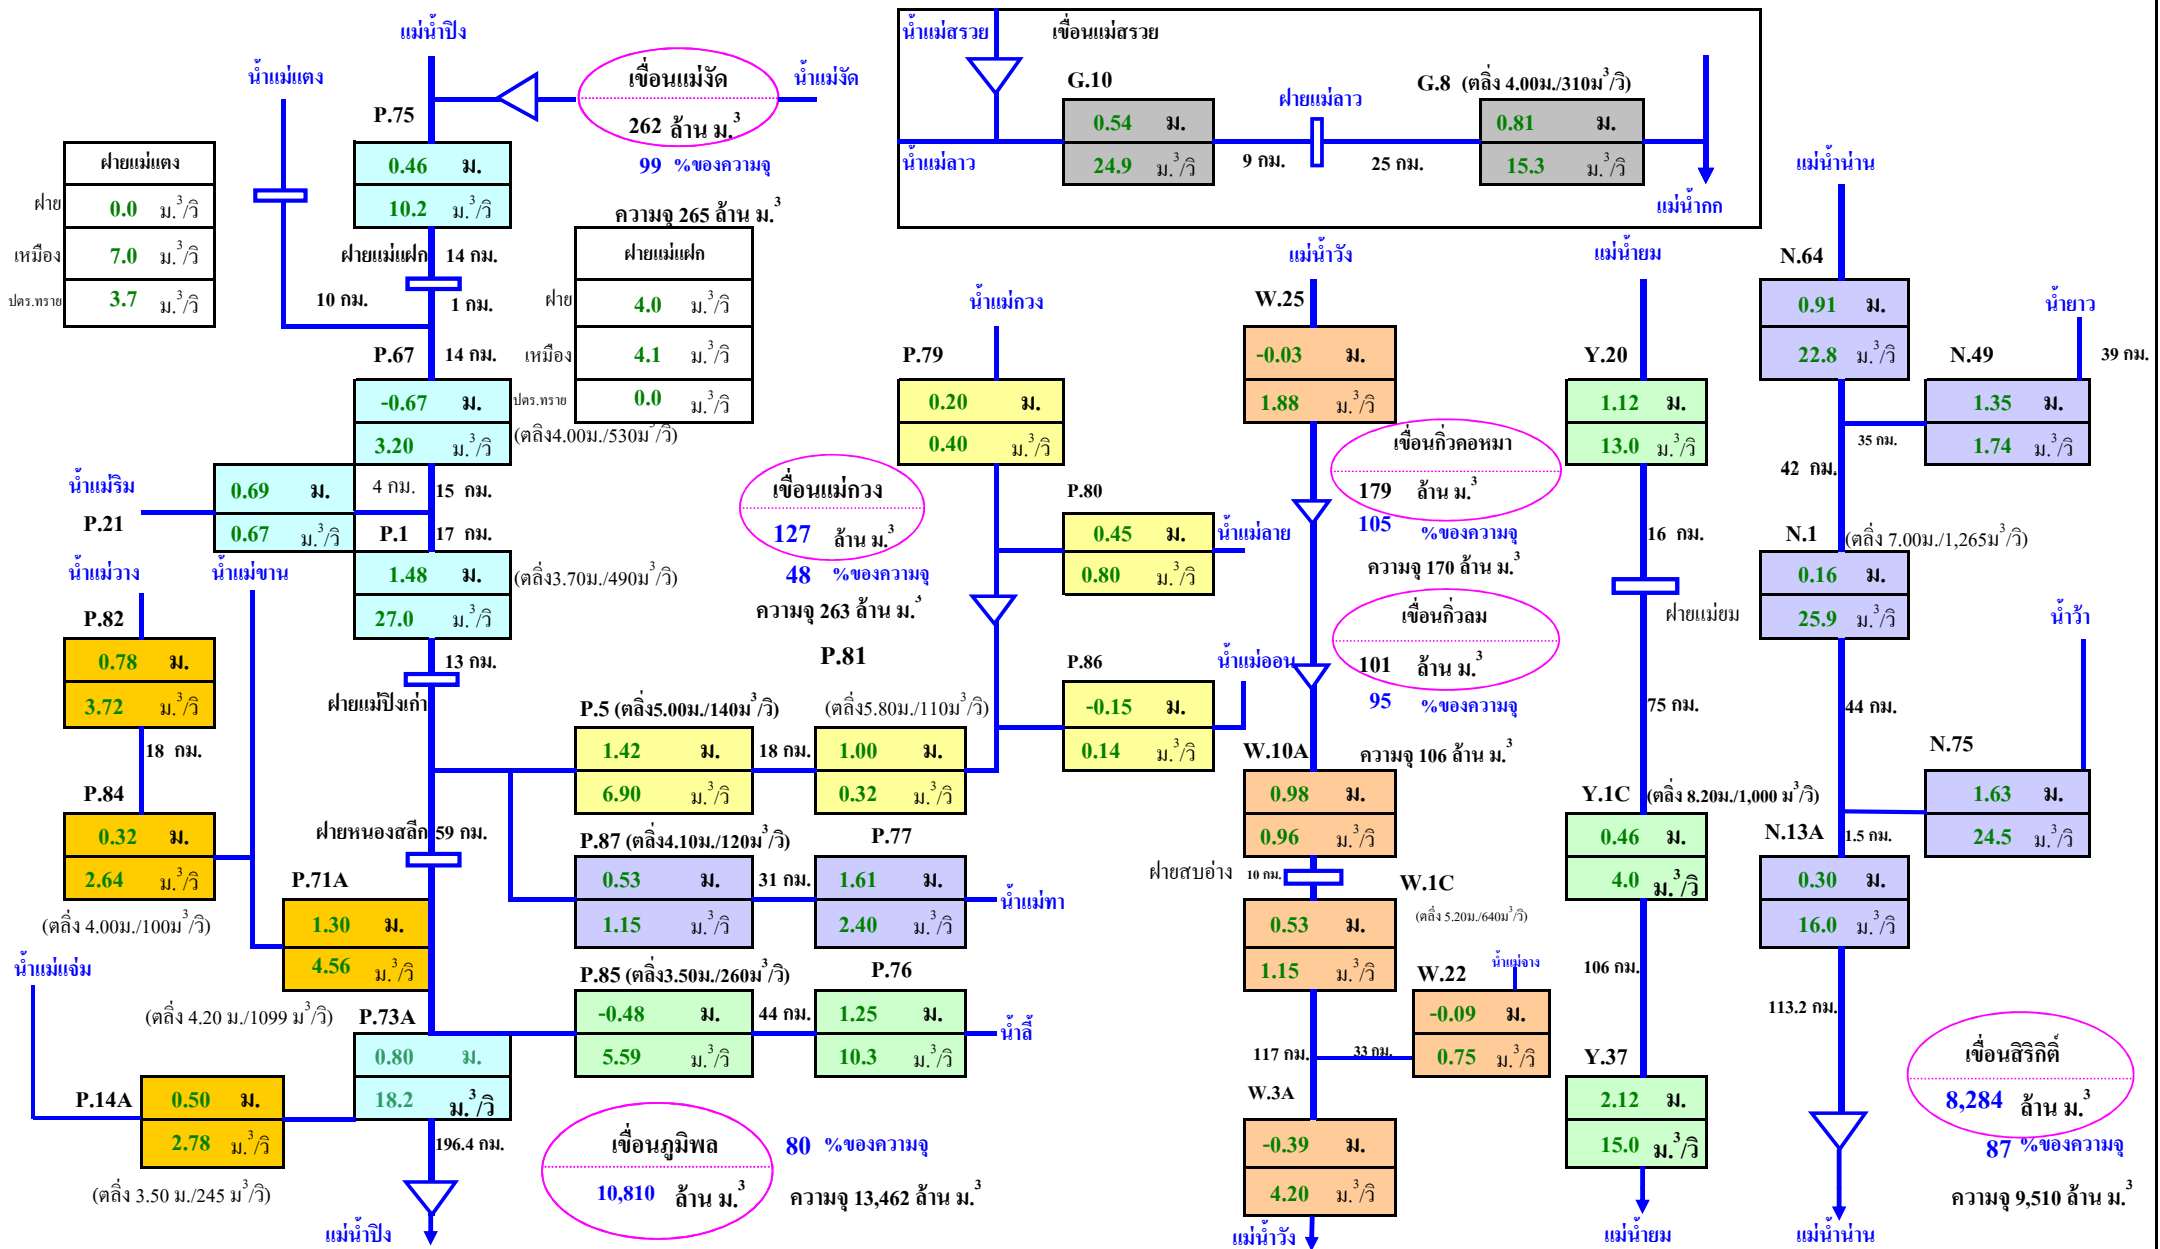 แม่น้ำปิง
น้ำแม่แตง
เขื่อนแม่งัด
น้ำแม่งัด
262 ล้าน ม.³
99 %ของความจุ
ความจุ 265 ล้าน ม.³
P.75
0.46 ม.
10.2 ม.³/วิ
ฝายแม่แตง
ฝาย 0.0 ม.³/วิ
เหมือง 7.0 ม.³/วิ
ปตร.ทราย 3.7 ม.³/วิ
ฝายแม่แฝก 14 กม.
10 กม.
1 กม.
ฝายแม่แฝก
ฝาย 4.0 ม.³/วิ
เหมือง 4.1 ม.³/วิ
ปตร.ทราย 0.0 ม.³/วิ
P.67 14 กม.
-0.67 ม.
3.20 ม.³/วิ
(ตลิ่ง4.00ม./530ม³/วิ)
น้ำแม่ริม
P.21
0.69 ม.
0.67 ม.³/วิ
4 กม.
15 กม.
P.1 17 กม.
1.48 ม.
27.0 ม.³/วิ
(ตลิ่ง3.70ม./490ม³/วิ)
น้ำแม่วาง
น้ำแม่ขาน
P.82
0.78 ม.
3.72 ม.³/วิ
18 กม.
P.84
0.32 ม.
2.64 ม.³/วิ
(ตลิ่ง 4.00ม./100ม³/วิ)
13 กม.
ฝายแม่ปิงเก่า
ฝายหนองสลีก 59 กม.
P.71A
1.30 ม.
4.56 ม.³/วิ
(ตลิ่ง 4.20 ม./1099 ม³/วิ)
น้ำแม่แจ่ม
P.73A
0.80 ม.
18.2 ม.³/วิ
P.14A
0.50 ม.
2.78 ม.³/วิ
(ตลิ่ง 3.50 ม./245 ม³/วิ)
196.4 กม.
แม่น้ำปิง
เขื่อนภูมิพล
10,810 ล้าน ม.³
80 %ของความจุ
ความจุ 13,462 ล้าน ม.³
น้ำแม่กวง
P.79
0.20 ม.
0.40 ม.³/วิ
เขื่อนแม่กวง
127 ล้าน ม.³
48 %ของความจุ
ความจุ 263 ล้าน ม.³
P.80
0.45 ม.
0.80 ม.³/วิ
น้ำแม่ลาย
P.81
(ตลิ่ง5.80ม./110ม³/วิ)
1.00 ม.
0.32 ม.³/วิ
P.86
-0.15 ม.
0.14 ม.³/วิ
น้ำแม่ออน
P.5 (ตลิ่ง5.00ม./140ม³/วิ)
1.42 ม.
6.90 ม.³/วิ
18 กม.
P.87 (ตลิ่ง4.10ม./120ม³/วิ)
0.53 ม.
1.15 ม.³/วิ
31 กม.
P.77
1.61 ม.
2.40 ม.³/วิ
น้ำแม่ทา
P.85 (ตลิ่ง3.50ม./260ม³/วิ)
-0.48 ม.
5.59 ม.³/วิ
44 กม.
P.76
1.25 ม.
10.3 ม.³/วิ
น้ำลี้
น้ำแม่สรวย
เขื่อนแม่สรวย
น้ำแม่ลาว
G.10
0.54 ม.
24.9 ม.³/วิ
9 กม.
ฝายแม่ลาว
25 กม.
G.8 (ตลิ่ง 4.00ม./310ม³/วิ)
0.81 ม.
15.3 ม.³/วิ
แม่น้ำกก
แม่น้ำวัง
W.25
-0.03 ม.
1.88 ม.³/วิ
เขื่อนกิ่วคอหมา
179 ล้าน ม.³
105 %ของความจุ
ความจุ 170 ล้าน ม.³
เขื่อนกิ่วลม
101 ล้าน ม.³
95 %ของความจุ
ความจุ 106 ล้าน ม.³
W.10A
0.98 ม.
0.96 ม.³/วิ
ฝายสบอ่าง 10 กม.
W.1C
(ตลิ่ง 5.20ม./640ม³/วิ)
0.53 ม.
1.15 ม.³/วิ
W.22
น้ำแม่จาง
-0.09 ม.
0.75 ม.³/วิ
117 กม.
33 กม.
W.3A
-0.39 ม.
4.20 ม.³/วิ
แม่น้ำวัง
แม่น้ำยม
Y.20
1.12 ม.
13.0 ม.³/วิ
16 กม.
ฝายแม่ยม
75 กม.
Y.1C (ตลิ่ง 8.20ม./1,000 ม³/วิ)
0.46 ม.
4.0 ม.³/วิ
106 กม.
Y.37
2.12 ม.
15.0 ม.³/วิ
แม่น้ำยม
แม่น้ำน่าน
N.64
0.91 ม.
22.8 ม.³/วิ
น้ำยาว
39 กม.
N.49
1.35 ม.
1.74 ม.³/วิ
35 กม.
42 กม.
N.1 (ตลิ่ง 7.00ม./1,265ม³/วิ)
0.16 ม.
25.9 ม.³/วิ
น้ำว้า
44 กม.
N.75
1.63 ม.
24.5 ม.³/วิ
N.13A 1.5 กม.
0.30 ม.
16.0 ม.³/วิ
113.2 กม.
เขื่อนสิริกิติ์
8,284 ล้าน ม.³
87 %ของความจุ
ความจุ 9,510 ล้าน ม.³
แม่น้ำน่าน